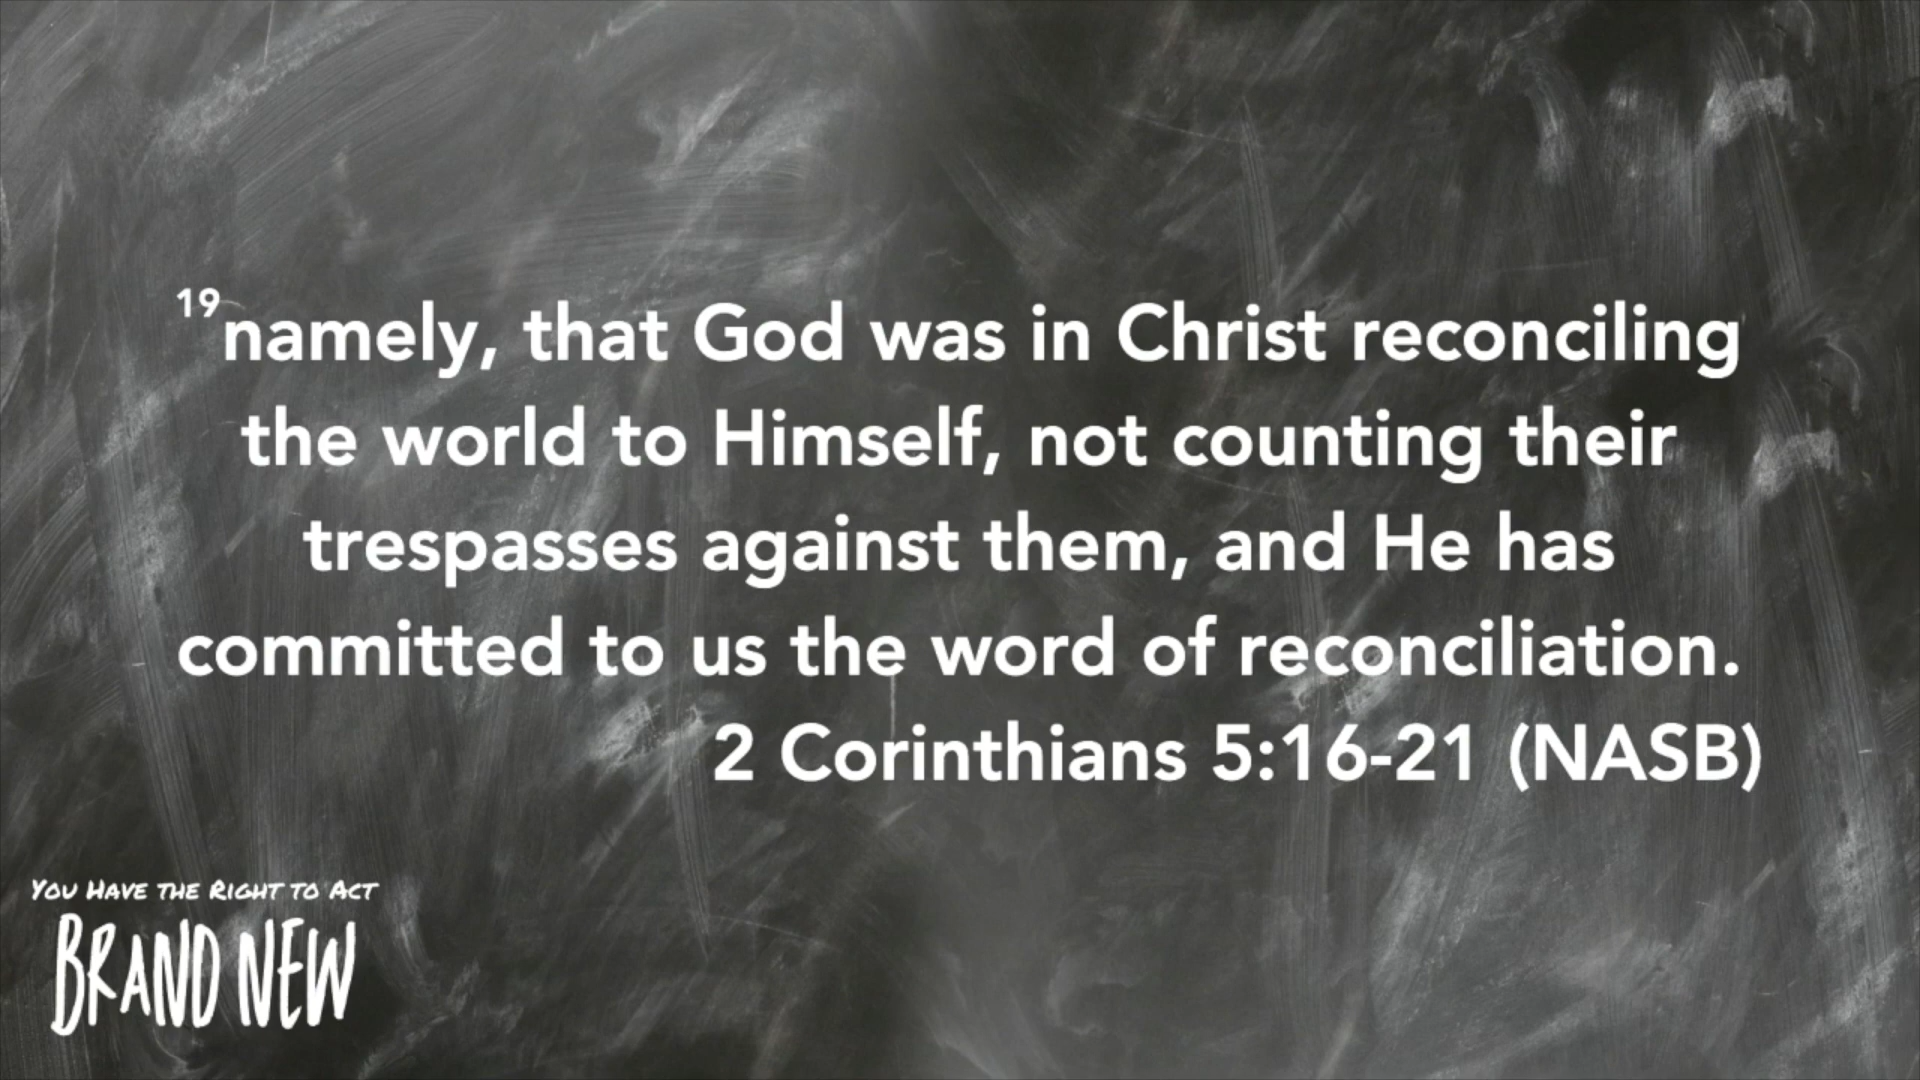 19namely, that God was in Christ reconciling
the world to Himself, not counting their
trespasses against them, and He has
committed to us the word of reconciliation.
2 Corinthians 5:16-21 (NASB)
You Have the Right to Act
BRAND NEW